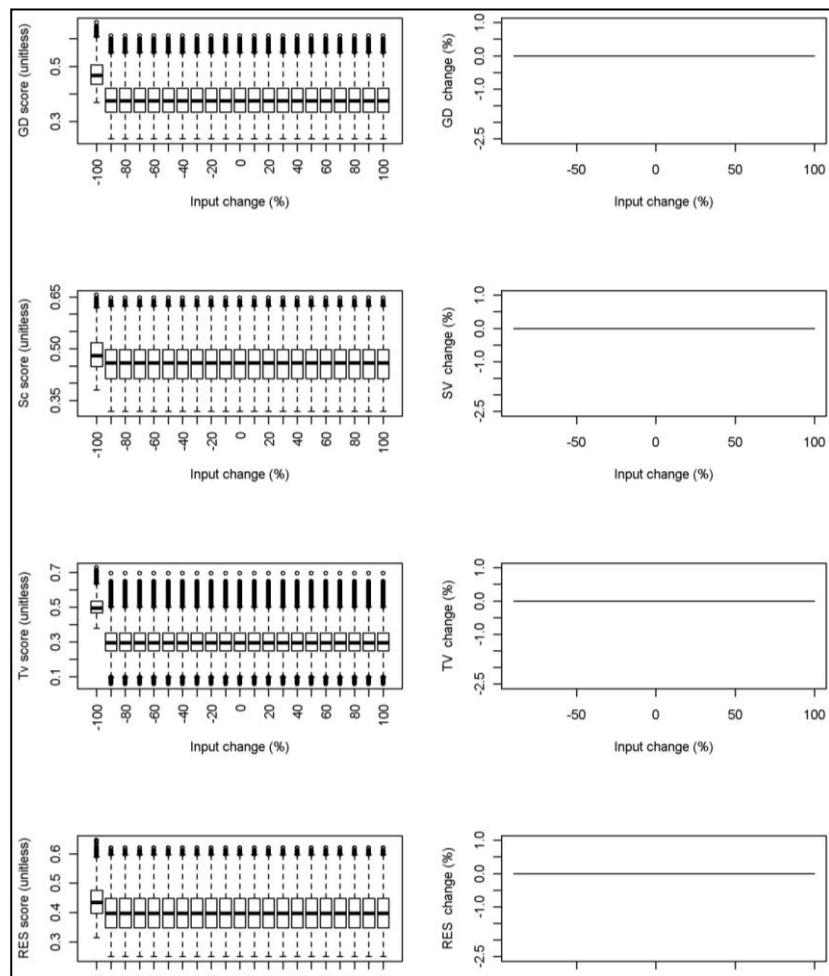 GD score (unitless)
0.3 0.5
-100 -80 -60 -40 -20 0 20 40 60 80 100
Input change (%)
GD change (%)
-2.5 -1.0 0.0 1.0
-50 0 50 100
Input change (%)
Sc score (unitless)
0.35 0.50 0.65
-100 -80 -60 -40 -20 0 20 40 60 80 100
Input change (%)
SV change (%)
-2.5 -1.0 0.0 1.0
-50 0 50 100
Input change (%)
Tv score (unitless)
0.1 0.3 0.5 0.7
-100 -80 -60 -40 -20 0 20 40 60 80 100
Input change (%)
TV change (%)
-2.5 -1.0 0.0 1.0
-50 0 50 100
Input change (%)
RES score (unitless)
0.3 0.4 0.5 0.6
RES change (%)
-2.5 -1.0 0.0 1.0